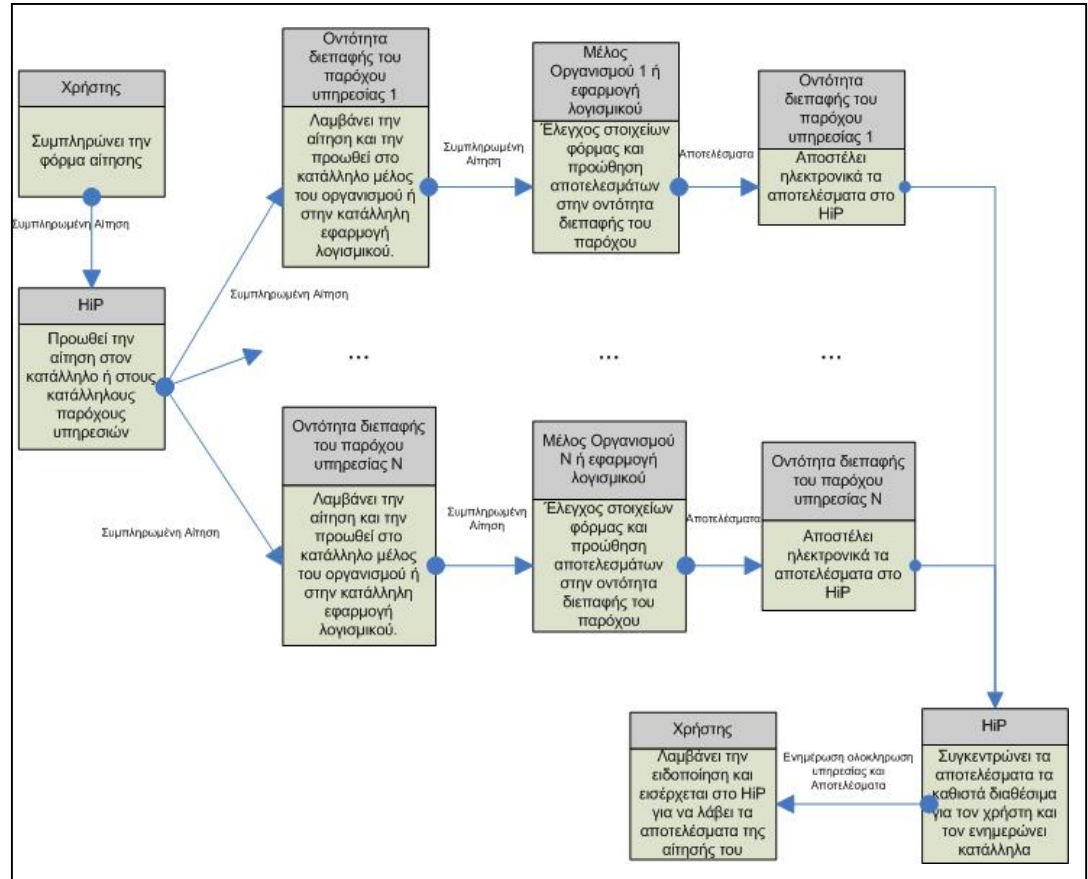 Χρήστης
Συμπληρώνει την
φόρμα αίτησης
Συμπληρωμένη Αίτηση
HiP
Προωθεί την
αίτηση στον
κατάλληλο ή στους
κατάλληλους
παρόχους
υπηρεσιών
Συμπληρωμένη Αίτηση
Συμπληρωμένη Αίτηση
Οντότητα
διεπαφής του
παρόχου
υπηρεσίας 1
Λαμβάνει την
αίτηση και την
προωθεί στο
κατάλληλο μέλος
του οργανισμού ή
στην κατάλληλη
εφαρμογή
λογισμικού.
Συμπληρωμένη
Αίτηση
Μέλος
Οργανισμού 1 ή
εφαρμογή
λογισμικού
Έλεγχος στοιχείων
φόρμας και
προώθηση
αποτελεσμάτων
στην οντότητα
διεπαφής του
παρόχου
Αποτελέσματα
Οντότητα
διεπαφής του
παρόχου
υπηρεσίας 1
Αποστέλει
ηλεκτρονικά τα
αποτελέσματα στο
HiP
... ... ...
Οντότητα διεπαφής
του παρόχου
υπηρεσίας Ν
Λαμβάνει την
αίτηση και την
προωθεί στο
κατάλληλο μέλος
του οργανισμού ή
στην κατάλληλη
εφαρμογή
λογισμικού.
Συμπληρωμένη
Αίτηση
Μέλος Οργανισμού
Ν ή εφαρμογή
λογισμικού
Έλεγχος στοιχείων
φόρμας και
προώθηση
αποτελεσμάτων
στην οντότητα
διεπαφής του
παρόχου
Αποτελέσματα
Οντότητα διεπαφής
του παρόχου
υπηρεσίας Ν
Αποστέλει
ηλεκτρονικά τα
αποτελέσματα στο
HiP
HiP
Συγκεντρώνει τα
αποτελέσματα τα
καθιστά διαθέσιμα
για τον χρήστη και
τον ενημερώνει
κατάλληλα
Ενημέρωση ολοκληρωση
υπηρεσίας και
Αποτελέσματα
Χρήστης
Λαμβάνει την
ειδοποίηση και
εισέρχεται στο HiP
για να λάβει τα
αποτελέσματα της
αίτησής του